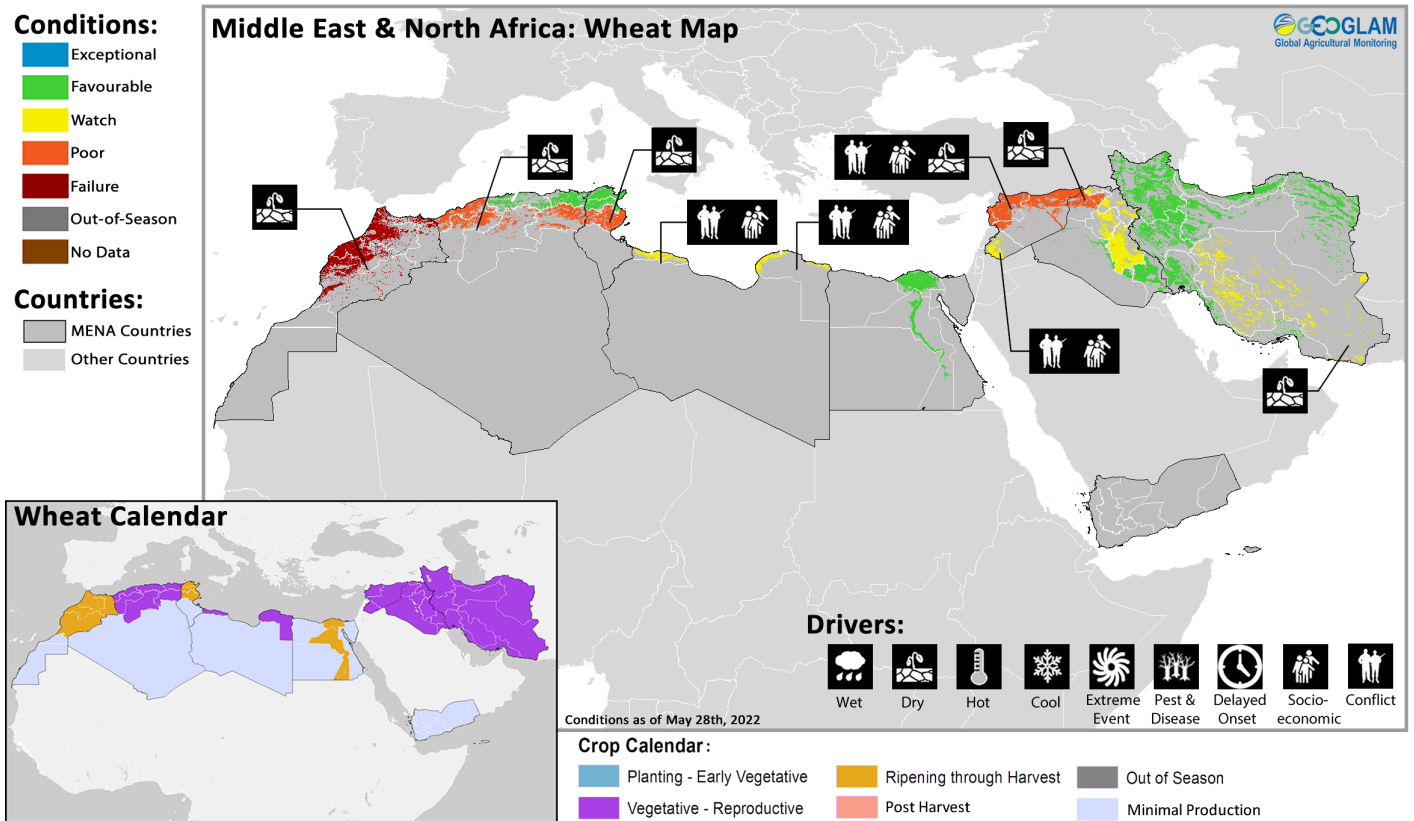 Conditions:
Exceptional
Favourable
Watch
Poor
Failure
Out-of-Season
No Data
Countries:
MENA Countries
Other Countries
Middle East & North Africa: Wheat Map
GEOGLAM
Global Agricultural Monitoring
Wheat Calendar
Drivers:
Wet
Dry
Hot
Cool
Extreme
Event
Pest &
Disease
Delayed
Onset
Socio-
economic
Conflict
Conditions as of May 28th, 2022
Crop Calendar:
Planting - Early Vegetative
Ripening through Harvest
Out of Season
Vegetative - Reproductive
Post Harvest
Minimal Production